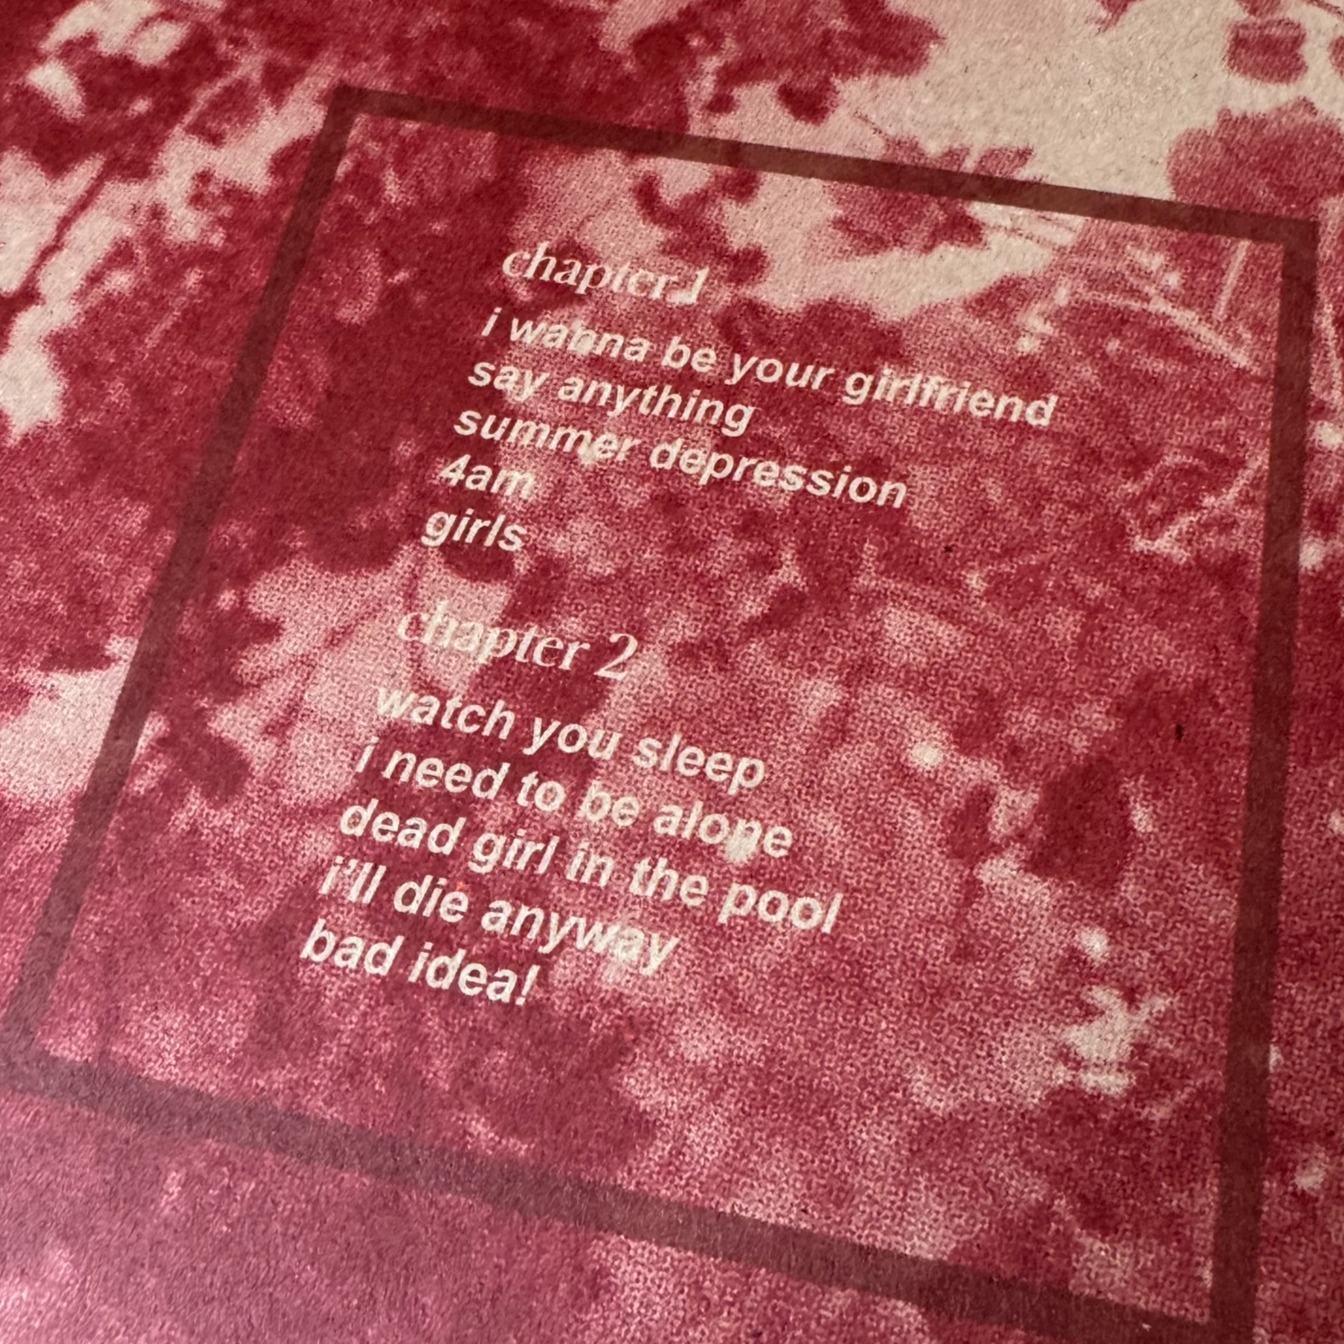 chapter 1
i wanna be your girlfriend
say anything
summer depression
4am
girls
chapter 2
watch you sleep
i need to be alone
dead girl in the pool
i'll die anyway
bad idea!